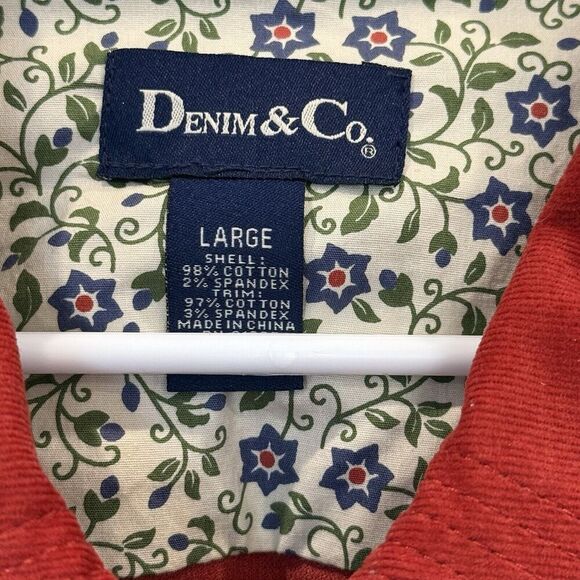 DENIM & CO.®
LARGE
SHELL:
98% COTTON
2% SPANDEX
TRIM:
97% COTTON
3% SPANDEX
MADE IN CHINA